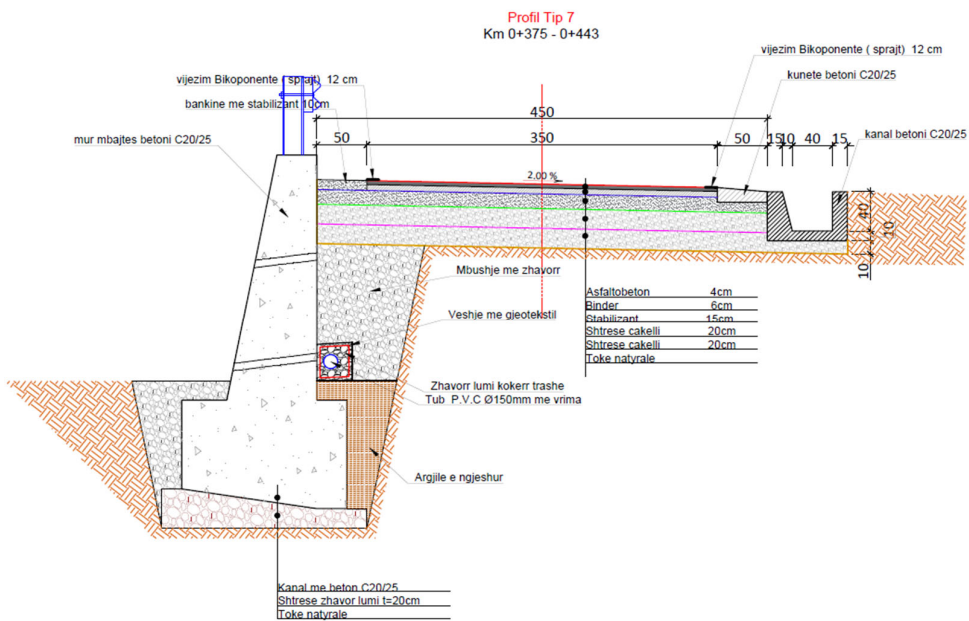 Profil Tip 7
Km 0+375 - 0+443
vijezim Bikoponente ( sprajt) 12 cm
vijezim Bikoponente ( sprajt) 12 cm
kunete betoni C20/25
bankine me stabilizant 10cm
450
mur mbajtes betoni C20/25
kanal betoni C20/25
50
350
50
15
10
40
15
2.00 %
40
10
10
Mbushje me zhavorr
Asfaltobeton 4cm
Binder 6cm
Stabilizant 15cm
Shtrese cakelli 20cm
Shtrese cakelli 20cm
Toke natyrale
Veshje me gjeotekstil
Zhavorr lumi kokerr trashe
Tub P.V.C Ø150mm me vrima
Argjile e ngjeshur
Kanal me beton C20/25
Shtrese zhavor lumi t=20cm
Toke natyrale